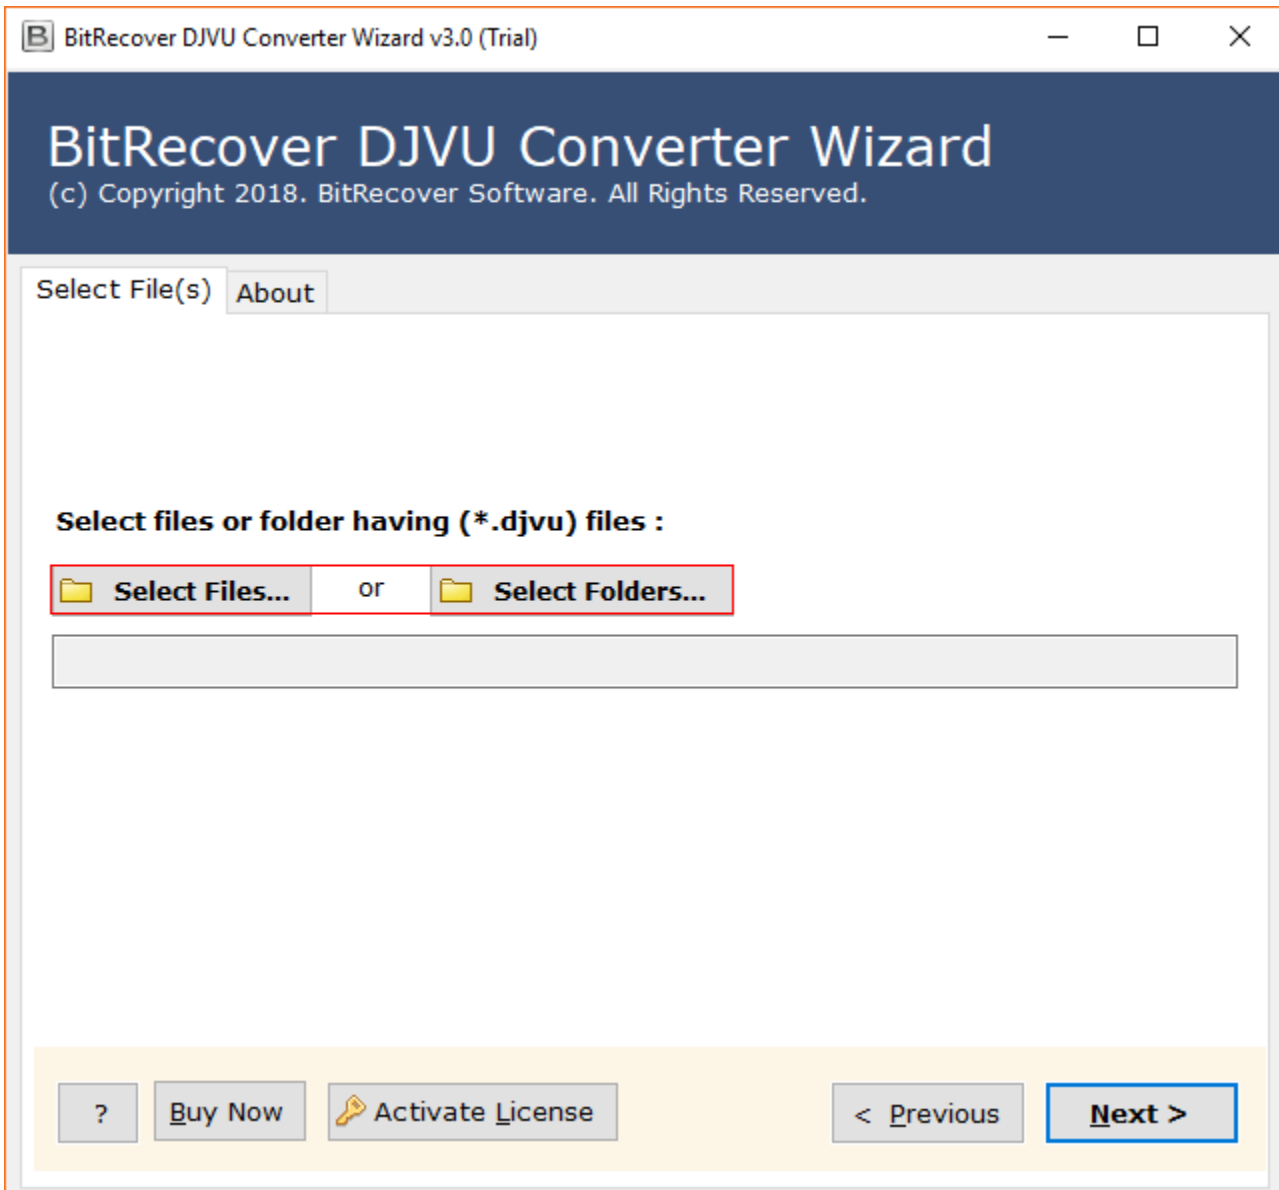 BitRecover DJVU Converter Wizard v3.0 (Trial)
BitRecover DJVU Converter Wizard
(c) Copyright 2018. BitRecover Software. All Rights Reserved.
Select File(s) About
Select files or folder having (*.djvu) files :
Select Files... or Select Folders...
? Buy Now Activate License < Previous Next >